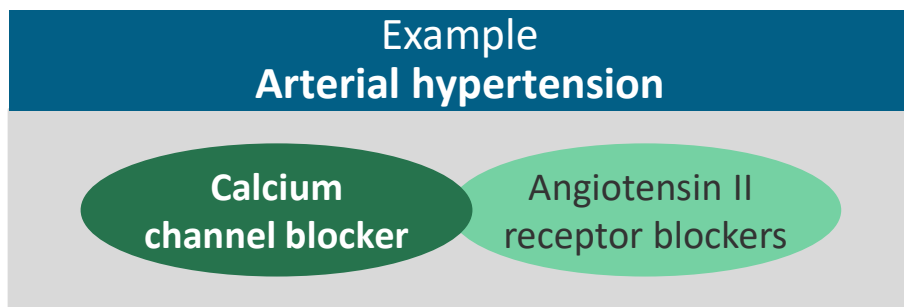 Example
Arterial hypertension
Calcium
channel blocker
Angiotensin II
receptor blockers